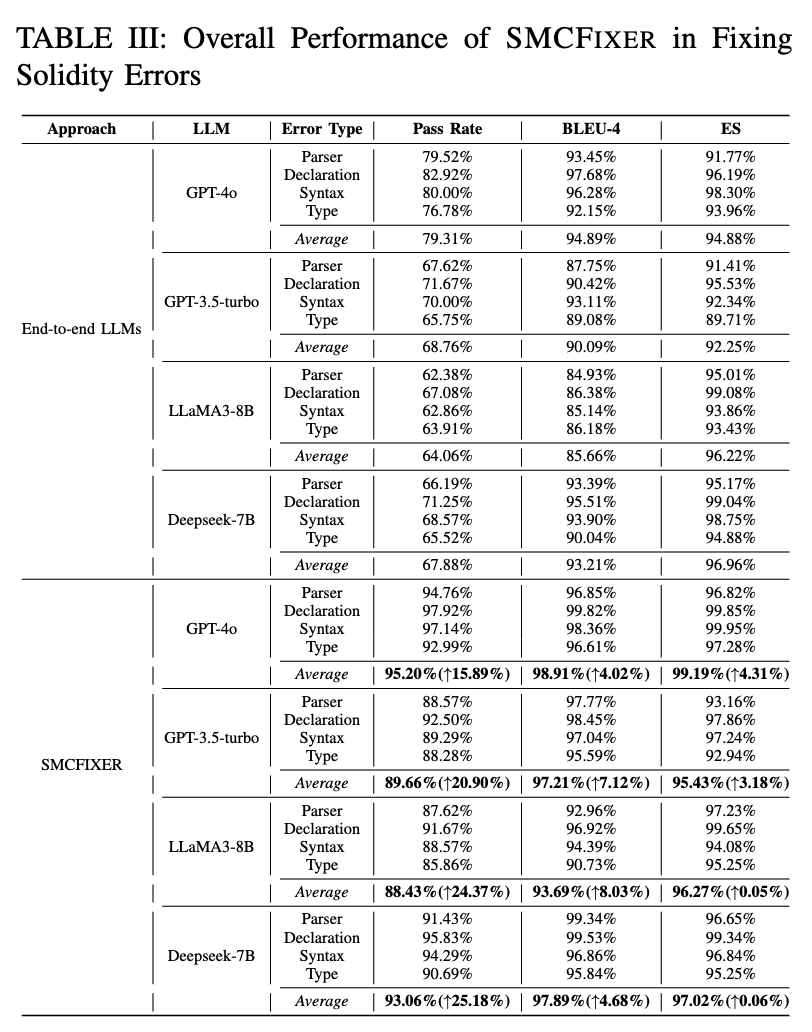 TABLE III: Overall Performance of SMCFIXER in Fixing
Solidity Errors
Approach | LLM | Error Type | Pass Rate | BLEU-4 | ES
End-to-end LLMs
GPT-4o
Parser 79.52% 93.45% 91.77%
Declaration 82.92% 97.68% 96.19%
Syntax 80.00% 96.28% 98.30%
Type 76.78% 92.15% 93.96%
Average 79.31% 94.89% 94.88%
GPT-3.5-turbo
Parser 67.62% 87.75% 91.41%
Declaration 71.67% 90.42% 95.53%
Syntax 70.00% 93.11% 92.34%
Type 65.75% 89.08% 89.71%
Average 68.76% 90.09% 92.25%
LLaMA3-8B
Parser 62.38% 84.93% 95.01%
Declaration 67.08% 86.38% 99.08%
Syntax 62.86% 85.14% 93.86%
Type 63.91% 86.18% 93.43%
Average 64.06% 85.66% 96.22%
Deepseek-7B
Parser 66.19% 93.39% 95.17%
Declaration 71.25% 95.51% 99.04%
Syntax 68.57% 93.90% 98.75%
Type 65.52% 90.04% 94.88%
Average 67.88% 93.21% 96.96%
SMCFIXER
GPT-4o
Parser 94.76% 96.85% 96.82%
Declaration 97.92% 99.82% 99.85%
Syntax 97.14% 98.36% 99.95%
Type 92.99% 96.61% 97.28%
Average 95.20%(↑15.89%) 98.91%(↑4.02%) 99.19%(↑4.31%)
GPT-3.5-turbo
Parser 88.57% 97.77% 93.16%
Declaration 92.50% 98.45% 97.86%
Syntax 89.29% 97.04% 97.24%
Type 88.28% 95.59% 92.94%
Average 89.66%(↑20.90%) 97.21%(↑7.12%) 95.43%(↑3.18%)
LLaMA3-8B
Parser 87.62% 92.96% 97.23%
Declaration 91.67% 96.92% 99.65%
Syntax 88.57% 94.39% 94.08%
Type 85.86% 90.73% 95.25%
Average 88.43%(↑24.37%) 93.69%(↑8.03%) 96.27%(↑0.05%)
Deepseek-7B
Parser 91.43% 99.34% 96.65%
Declaration 95.83% 99.53% 99.34%
Syntax 94.29% 96.86% 96.84%
Type 90.69% 95.84% 95.25%
Average 93.06%(↑25.18%) 97.89%(↑4.68%) 97.02%(↑0.06%)